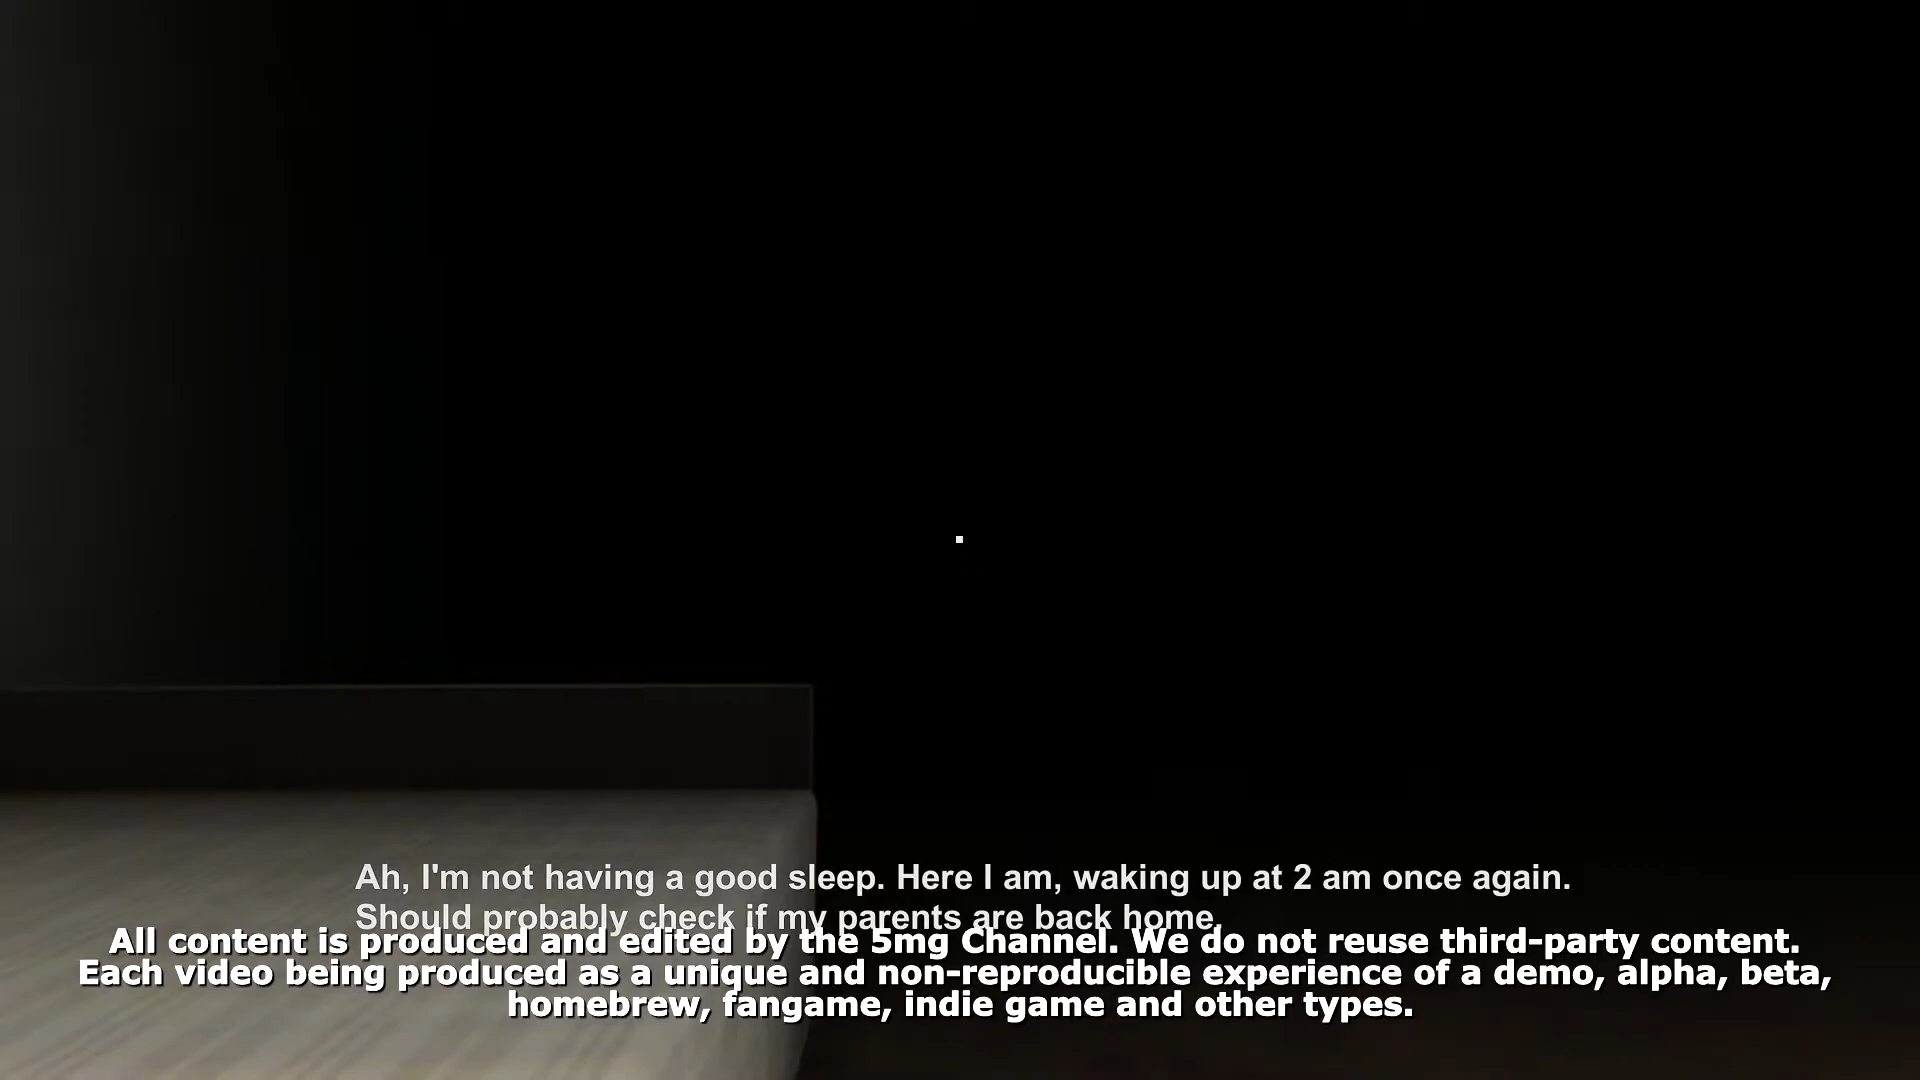 Ah, I'm not having a good sleep. Here I am, waking up at 2 am once again.
Should probably check if my parents are back home.
All content is produced and edited by the 5mg Channel. We do not reuse third-party content.
Each video being produced as a unique and non-reproducible experience of a demo, alpha, beta,
homebrew, fangame, indie game and other types.